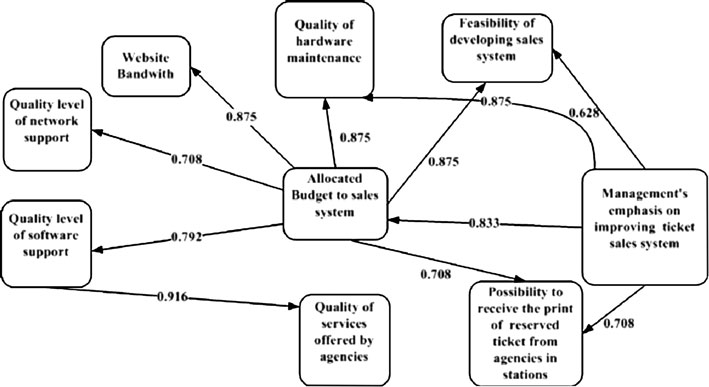 Quality of
hardware
maintenance
Feasibility of
developing sales
system
Website
Bandwith
Quality level
of network
support
0.875
0.875
0.875
0.628
0.708
0.875
Allocated
Budget to sales
system
Management's
emphasis on
improving ticket
sales system
Quality level
of software
support
0.792
0.833
0.708
0.916
Quality of
services
offered by
agencies
Possibility to
receive the print
of reserved
ticket from
agencies in
stations
0.708